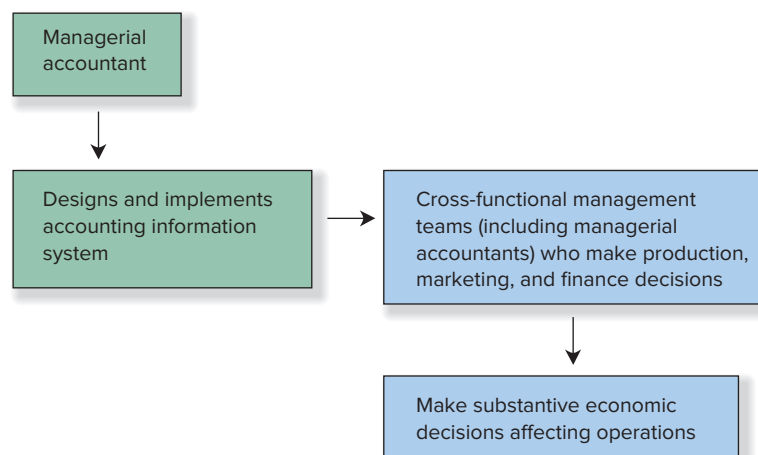 Managerial
accountant
Designs and implements
accounting information
system
Cross-functional management
teams (including managerial
accountants) who make production,
marketing, and finance decisions
Make substantive economic
decisions affecting operations